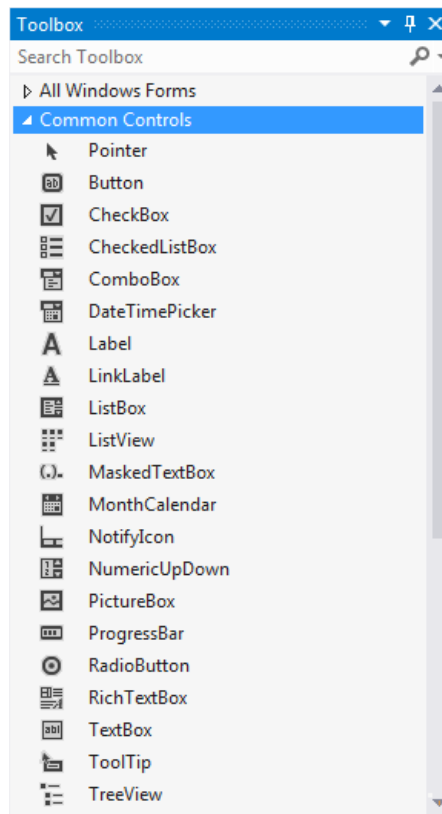 Toolbox
Search Toolbox
All Windows Forms
Common Controls
Pointer
Button
CheckBox
CheckedListBox
ComboBox
DateTimePicker
Label
LinkLabel
ListBox
ListView
MaskedTextBox
MonthCalendar
NotifyIcon
NumericUpDown
PictureBox
ProgressBar
RadioButton
RichTextBox
TextBox
ToolTip
TreeView